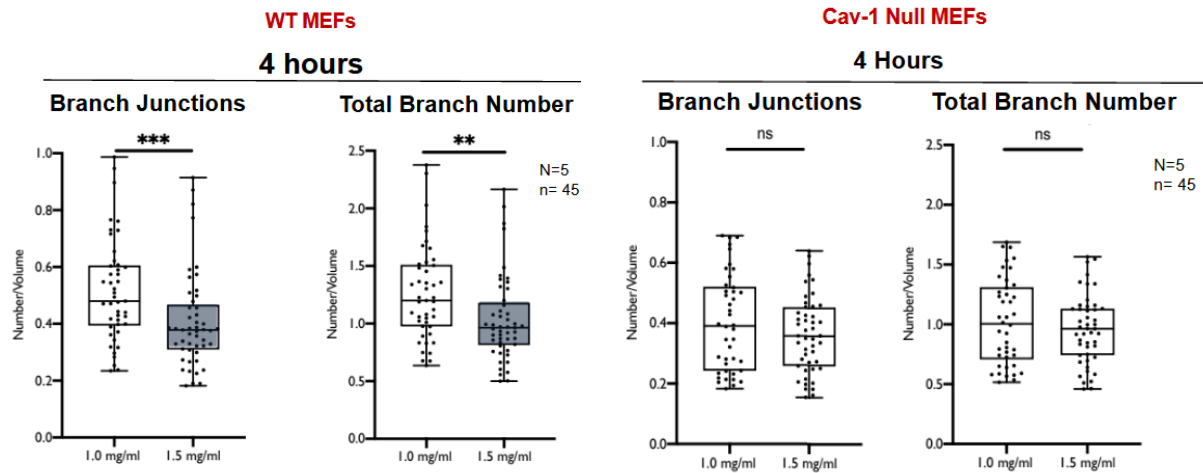 WT MEFs
4 hours
Branch Junctions
Total Branch Number
***
**
N=5
n= 45
Number/Volume
1.0
0.8
0.6
0.4
0.2
0.0
1.0 mg/ml
1.5 mg/ml
Number/Volume
2.5
2.0
1.5
1.0
0.5
0.0
1.0 mg/ml
1.5 mg/ml
Cav-1 Null MEFs
4 Hours
Branch Junctions
Total Branch Number
ns
ns
N=5
n= 45
Number/Volume
1.0
0.8
0.6
0.4
0.2
0.0
1.0 mg/ml
1.5 mg/ml
Number/Volume
2.5
2.0
1.5
1.0
0.5
0.0
1.0 mg/ml
1.5 mg/ml